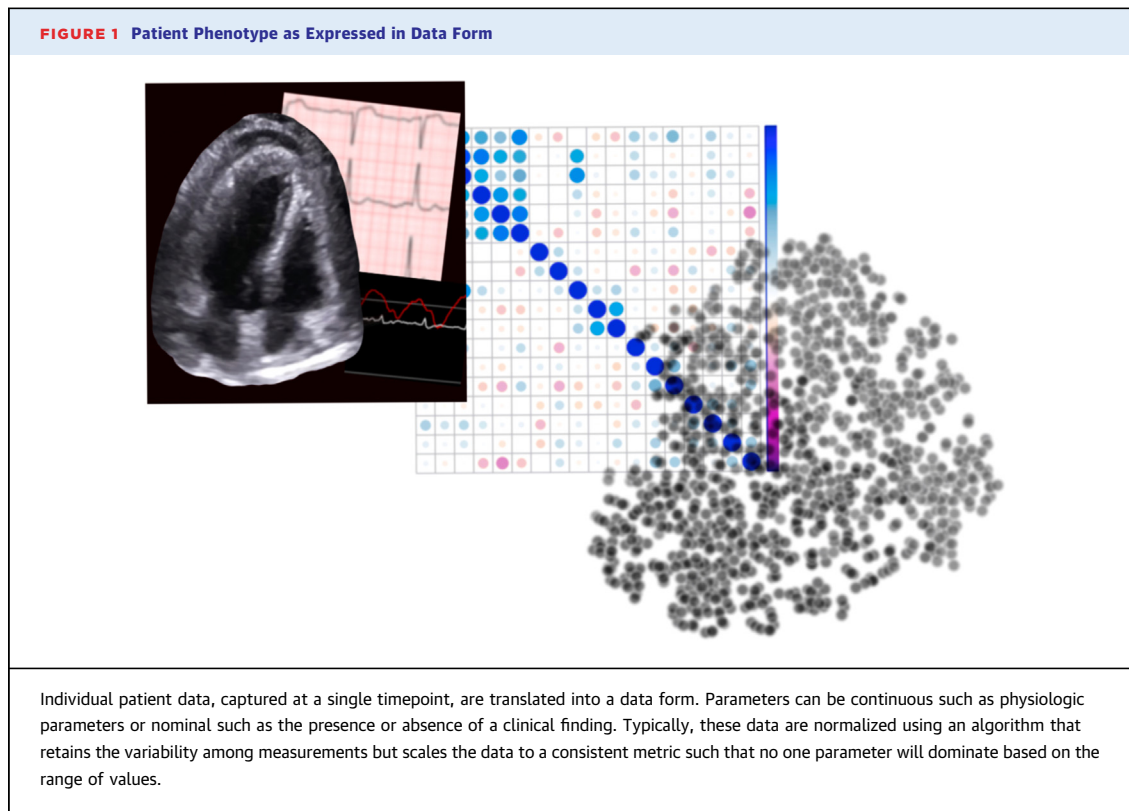 FIGURE 1 Patient Phenotype as Expressed in Data Form
Individual patient data, captured at a single timepoint, are translated into a data form. Parameters can be continuous such as physiologic
parameters or nominal such as the presence or absence of a clinical finding. Typically, these data are normalized using an algorithm that
retains the variability among measurements but scales the data to a consistent metric such that no one parameter will dominate based on the
range of values.